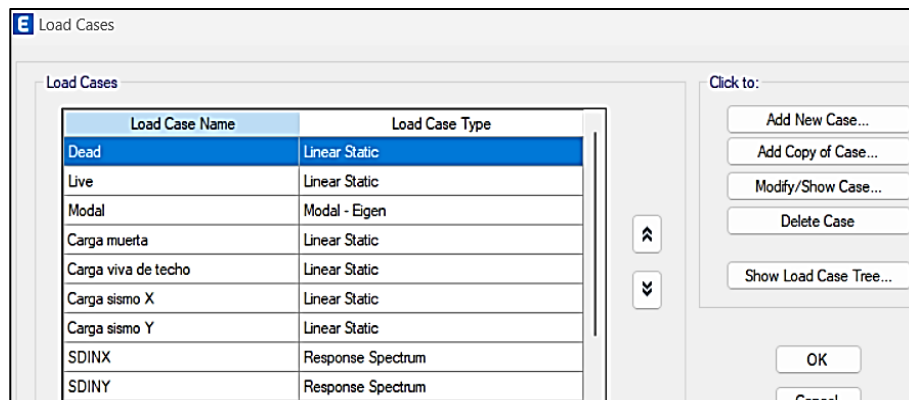 E Load Cases
Load Cases
Click to:
Load Case Name Load Case Type
Dead Linear Static
Live Linear Static
Modal Modal - Eigen
Carga muerta Linear Static
Carga viva de techo Linear Static
Carga sismo X Linear Static
Carga sismo Y Linear Static
SDINX Response Spectrum
SDINY Response Spectrum
Add New Case...
Add Copy of Case...
Modify/Show Case...
Delete Case
Show Load Case Tree...
OK
Cancel